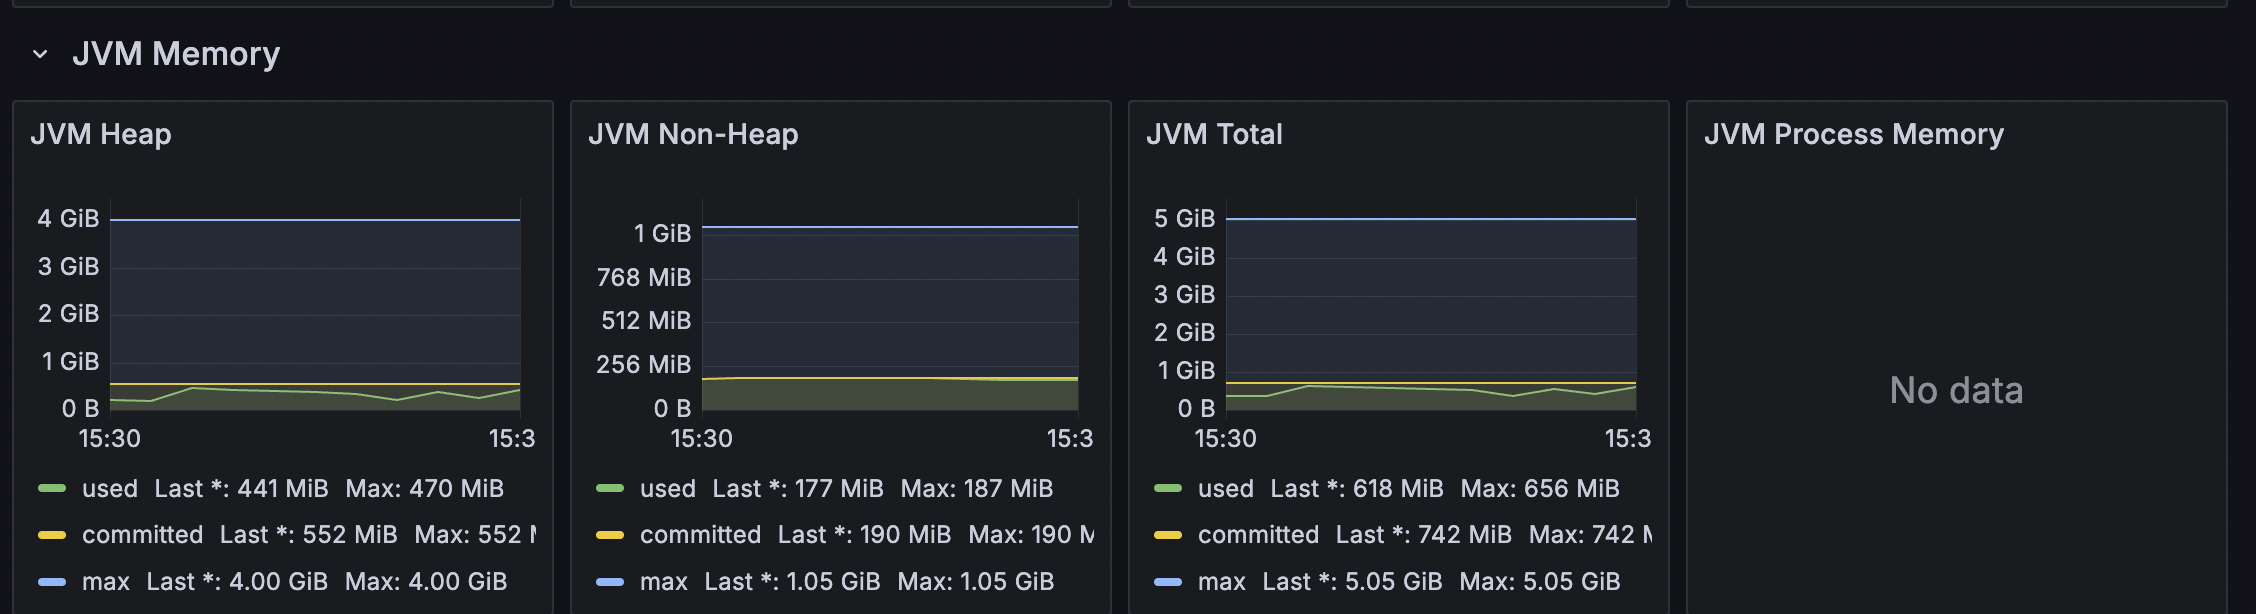 JVM Memory
JVM Heap
4 GiB
3 GiB
2 GiB
1 GiB
0 B
15:30 15:3
used Last *: 441 MiB Max: 470 MiB
committed Last *: 552 MiB Max: 552
max Last *: 4.00 GiB Max: 4.00 GiB
JVM Non-Heap
1 GiB
768 MiB
512 MiB
256 MiB
0 B
15:30 15:3
used Last *: 177 MiB Max: 187 MiB
committed Last *: 190 MiB Max: 190
max Last *: 1.05 GiB Max: 1.05 GiB
JVM Total
5 GiB
4 GiB
3 GiB
2 GiB
1 GiB
0 B
15:30 15:3
used Last *: 618 MiB Max: 656 MiB
committed Last *: 742 MiB Max: 742
max Last *: 5.05 GiB Max: 5.05 GiB
JVM Process Memory
No data